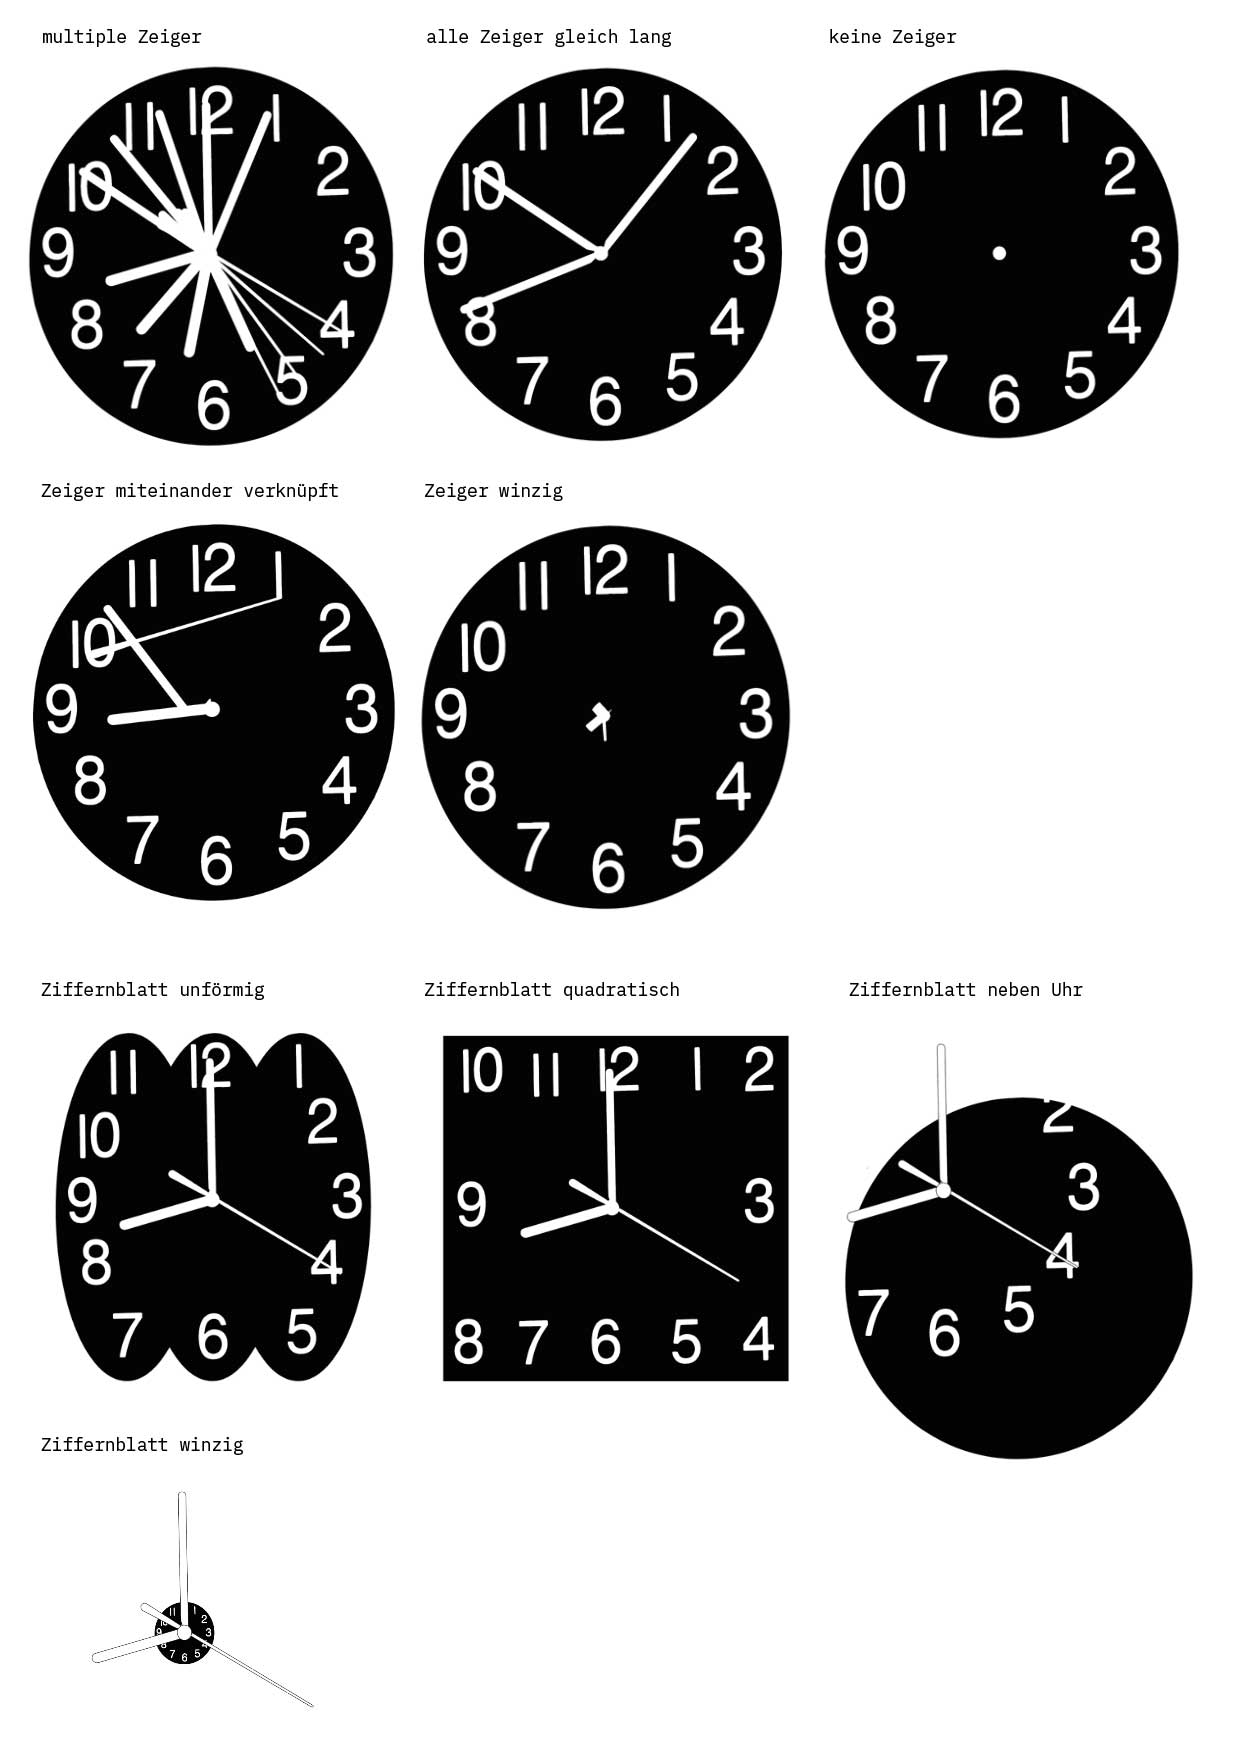 multiple Zeiger
alle Zeiger gleich lang
keine Zeiger
11 12 1
10 2
9 3
8 4
7 6 5
11 12 1
10 2
9 3
8 4
7 6 5
11 12 1
10 2
9 3
8 4
7 6 5
Zeiger miteinander verknüpft
Zeiger winzig
11 12 1
10 2
9 3
8 4
7 6 5
11 12 1
10 2
9 3
8 4
7 6 5
Ziffernblatt unförmig
Ziffernblatt quadratisch
Ziffernblatt neben Uhr
11 12 1
10 2
9 3
8 4
7 6 5
10 11 12 1 2
9 3
8 7 6 5 4
2
3
4
7 6 5
Ziffernblatt winzig
11 1
10 2
9 3
8 4
7 6 5